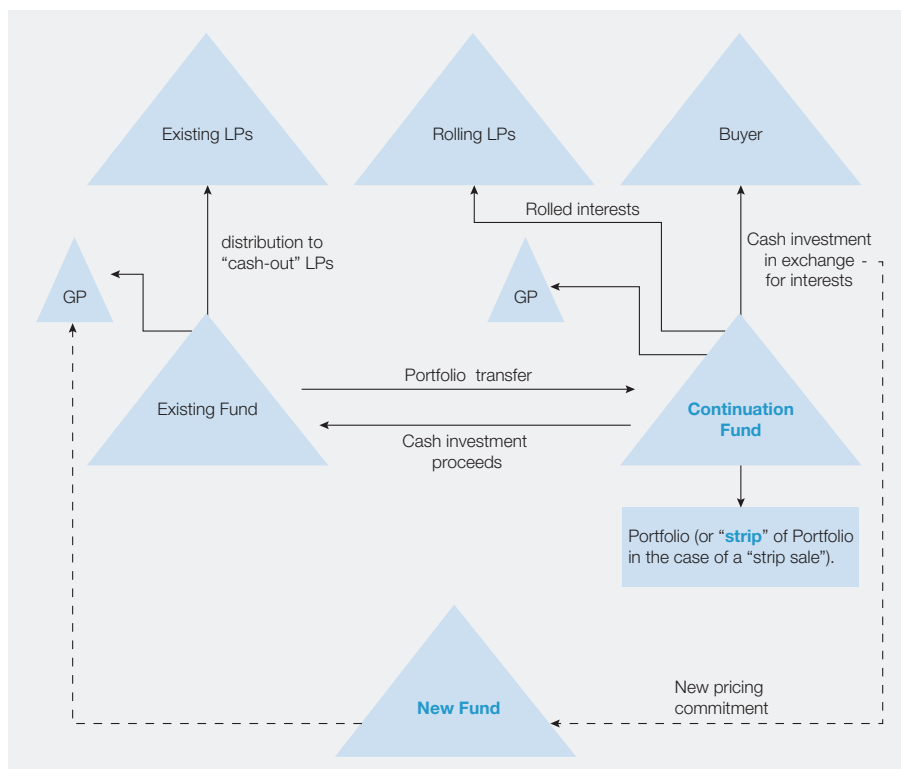 Existing LPs
Rolling LPs
Buyer
Rolled interests
distribution to
“cash-out” LPs
Cash investment
in exchange
for interests
GP
GP
Portfolio transfer
Existing Fund
Continuation
Fund
Cash investment
proceeds
Portfolio (or “strip” of Portfolio
in the case of a “strip sale”).
New pricing
commitment
New Fund